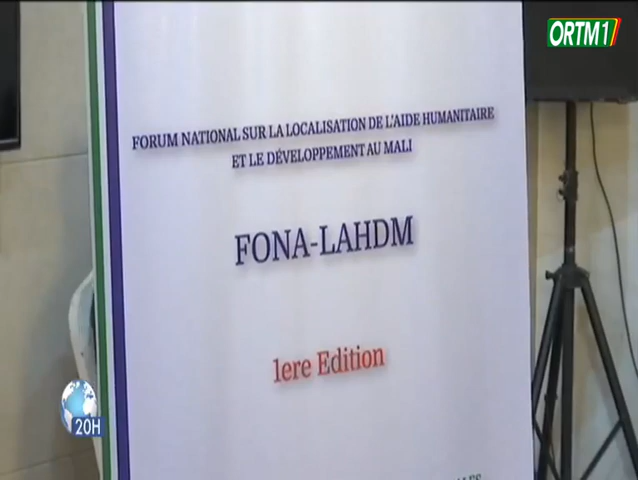 ORTM1
FORUM NATIONAL SUR LA LOCALISATION DE L'AIDE HUMANITAIRE
ET LE DÉVELOPPEMENT AU MALI
FONA-LAHDM
1ere Edition
20H